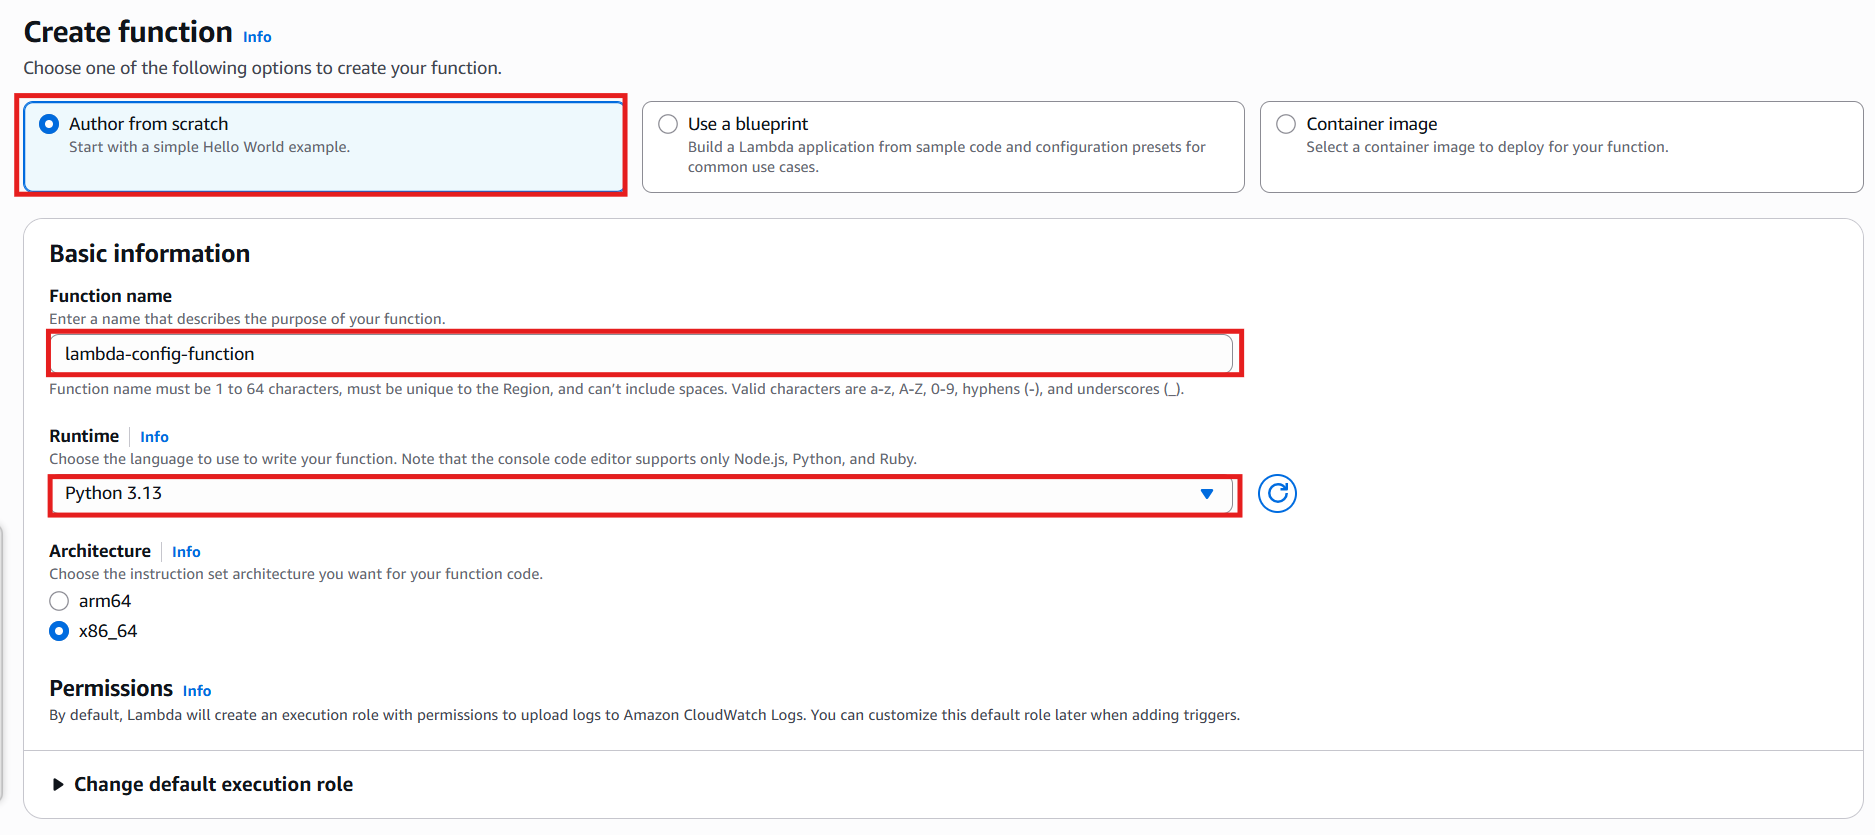 Create function Info
Choose one of the following options to create your function.
Author from scratch
Start with a simple Hello World example.
Use a blueprint
Build a Lambda application from sample code and configuration presets for
common use cases.
Container image
Select a container image to deploy for your function.
Basic information
Function name
Enter a name that describes the purpose of your function.
lambda-config-function
Function name must be 1 to 64 characters, must be unique to the Region, and can’t include spaces. Valid characters are a-z, A-Z, 0-9, hyphens (-), and underscores (_).
Runtime Info
Choose the language to use to write your function. Note that the console code editor supports only Node.js, Python, and Ruby.
Python 3.13
Architecture Info
Choose the instruction set architecture you want for your function code.
arm64
x86_64
Permissions Info
By default, Lambda will create an execution role with permissions to upload logs to Amazon CloudWatch Logs. You can customize this default role later when adding triggers.
Change default execution role